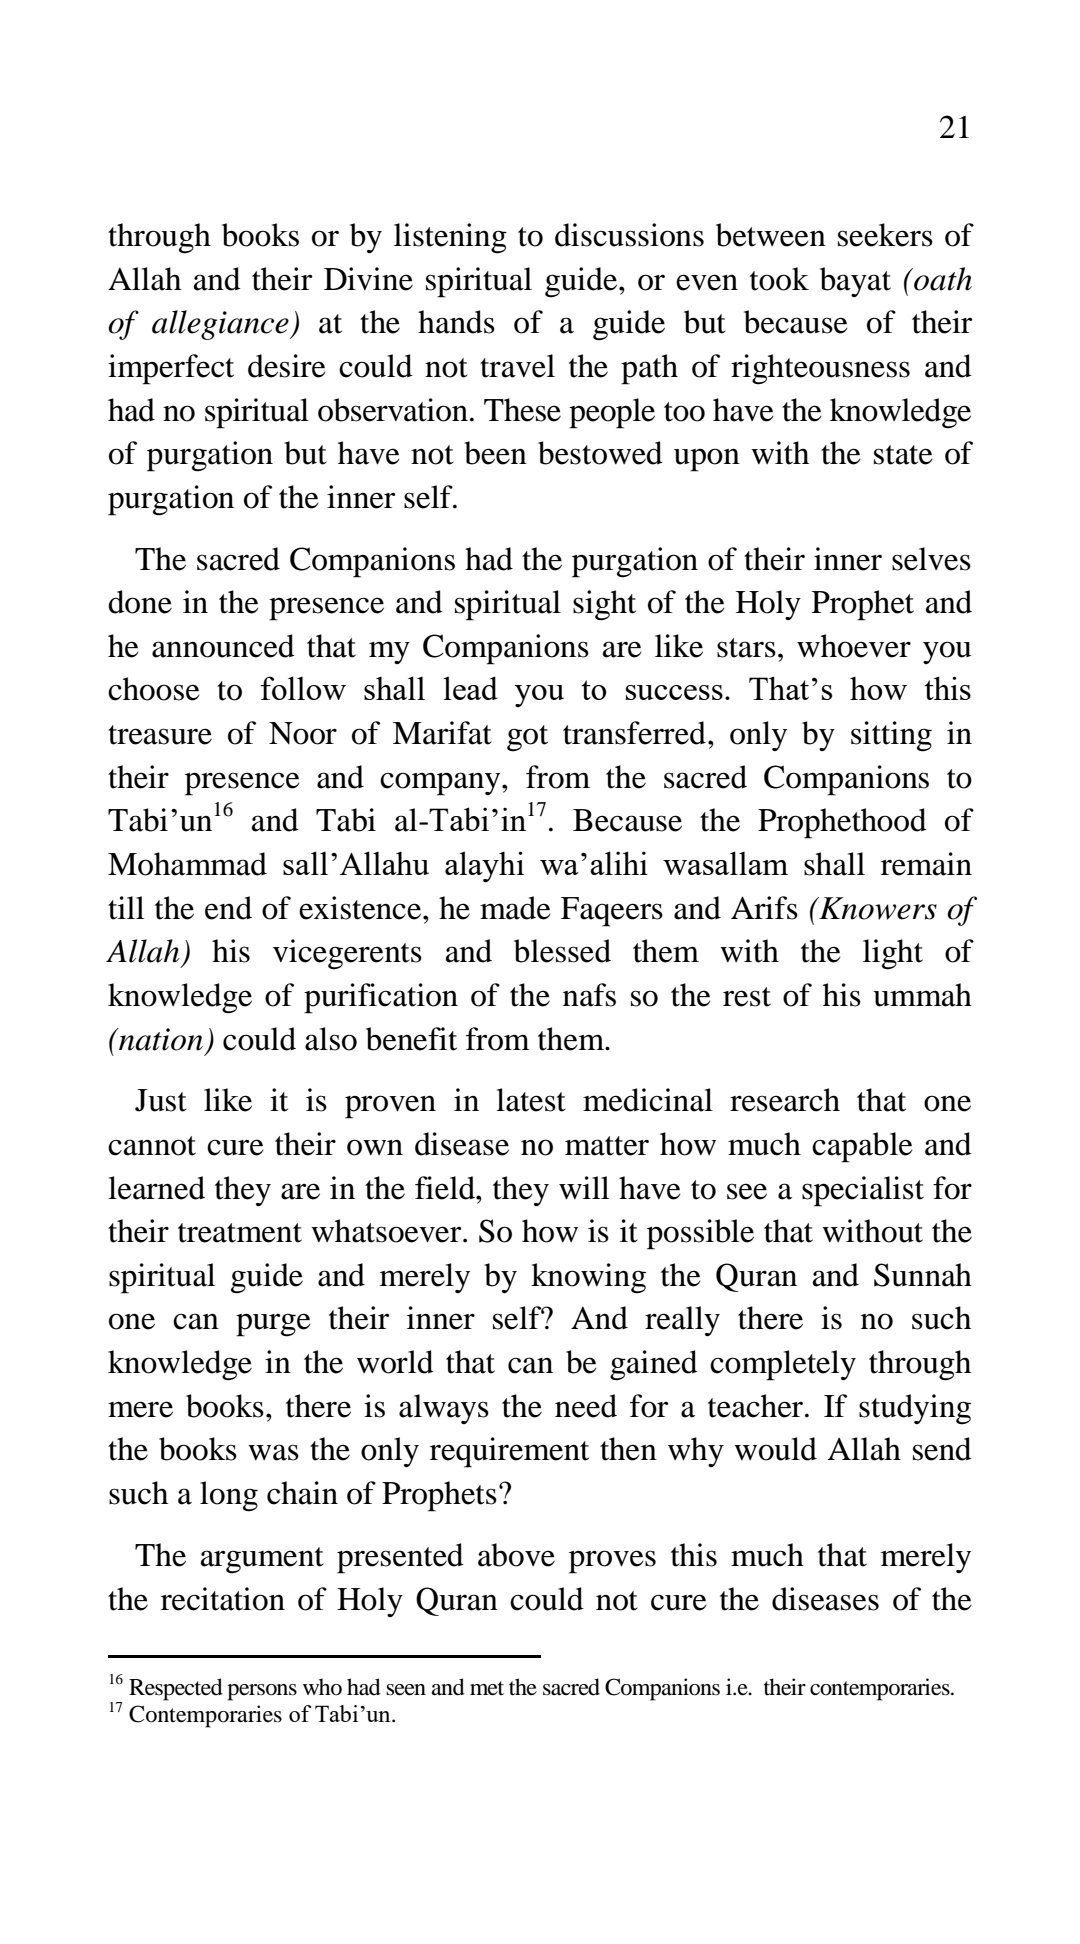 21
through books or by listening to discussions between seekers of
Allah and their Divine spiritual guide, or even took bayat (oath
of allegiance) at the hands of a guide but because of their
imperfect desire could not travel the path of righteousness and
had no spiritual observation. These people too have the knowledge
of purgation but have not been bestowed upon with the state of
purgation of the inner self.
The sacred Companions had the purgation of their inner selves
done in the presence and spiritual sight of the Holy Prophet and
he announced that my Companions are like stars, whoever you
choose to follow shall lead you to success. That’s how this
treasure of Noor of Marifat got transferred, only by sitting in
their presence and company, from the sacred Companions to
Tabi’un16 and Tabi al-Tabi’in17. Because the Prophethood of
Mohammad sall’Allahu alayhi wa’alihi wasallam shall remain
till the end of existence, he made Faqeers and Arifs (Knowers of
Allah) his vicegerents and blessed them with the light of
knowledge of purification of the nafs so the rest of his ummah
(nation) could also benefit from them.
Just like it is proven in latest medicinal research that one
cannot cure their own disease no matter how much capable and
learned they are in the field, they will have to see a specialist for
their treatment whatsoever. So how is it possible that without the
spiritual guide and merely by knowing the Quran and Sunnah
one can purge their inner self? And really there is no such
knowledge in the world that can be gained completely through
mere books, there is always the need for a teacher. If studying
the books was the only requirement then why would Allah send
such a long chain of Prophets?
The argument presented above proves this much that merely
the recitation of Holy Quran could not cure the diseases of the
16 Respected persons who had seen and met the sacred Companions i.e. their contemporaries.
17 Contemporaries of Tabi’un.